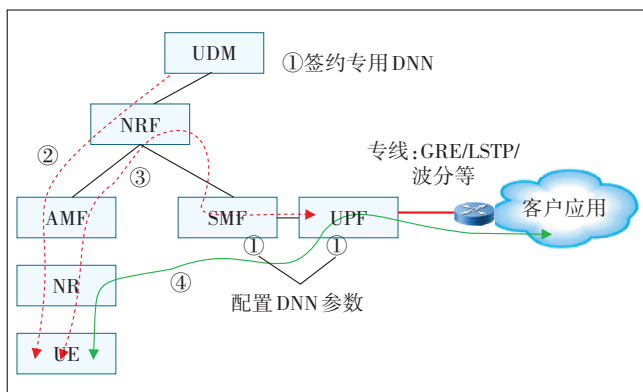 UDM
①签约专用DNN
NRF
②
③
专线:GRE/LSTP/
波分等
AMF
SMF
UPF
客户应用
①
①
NR
④
配置DNN参数
UE